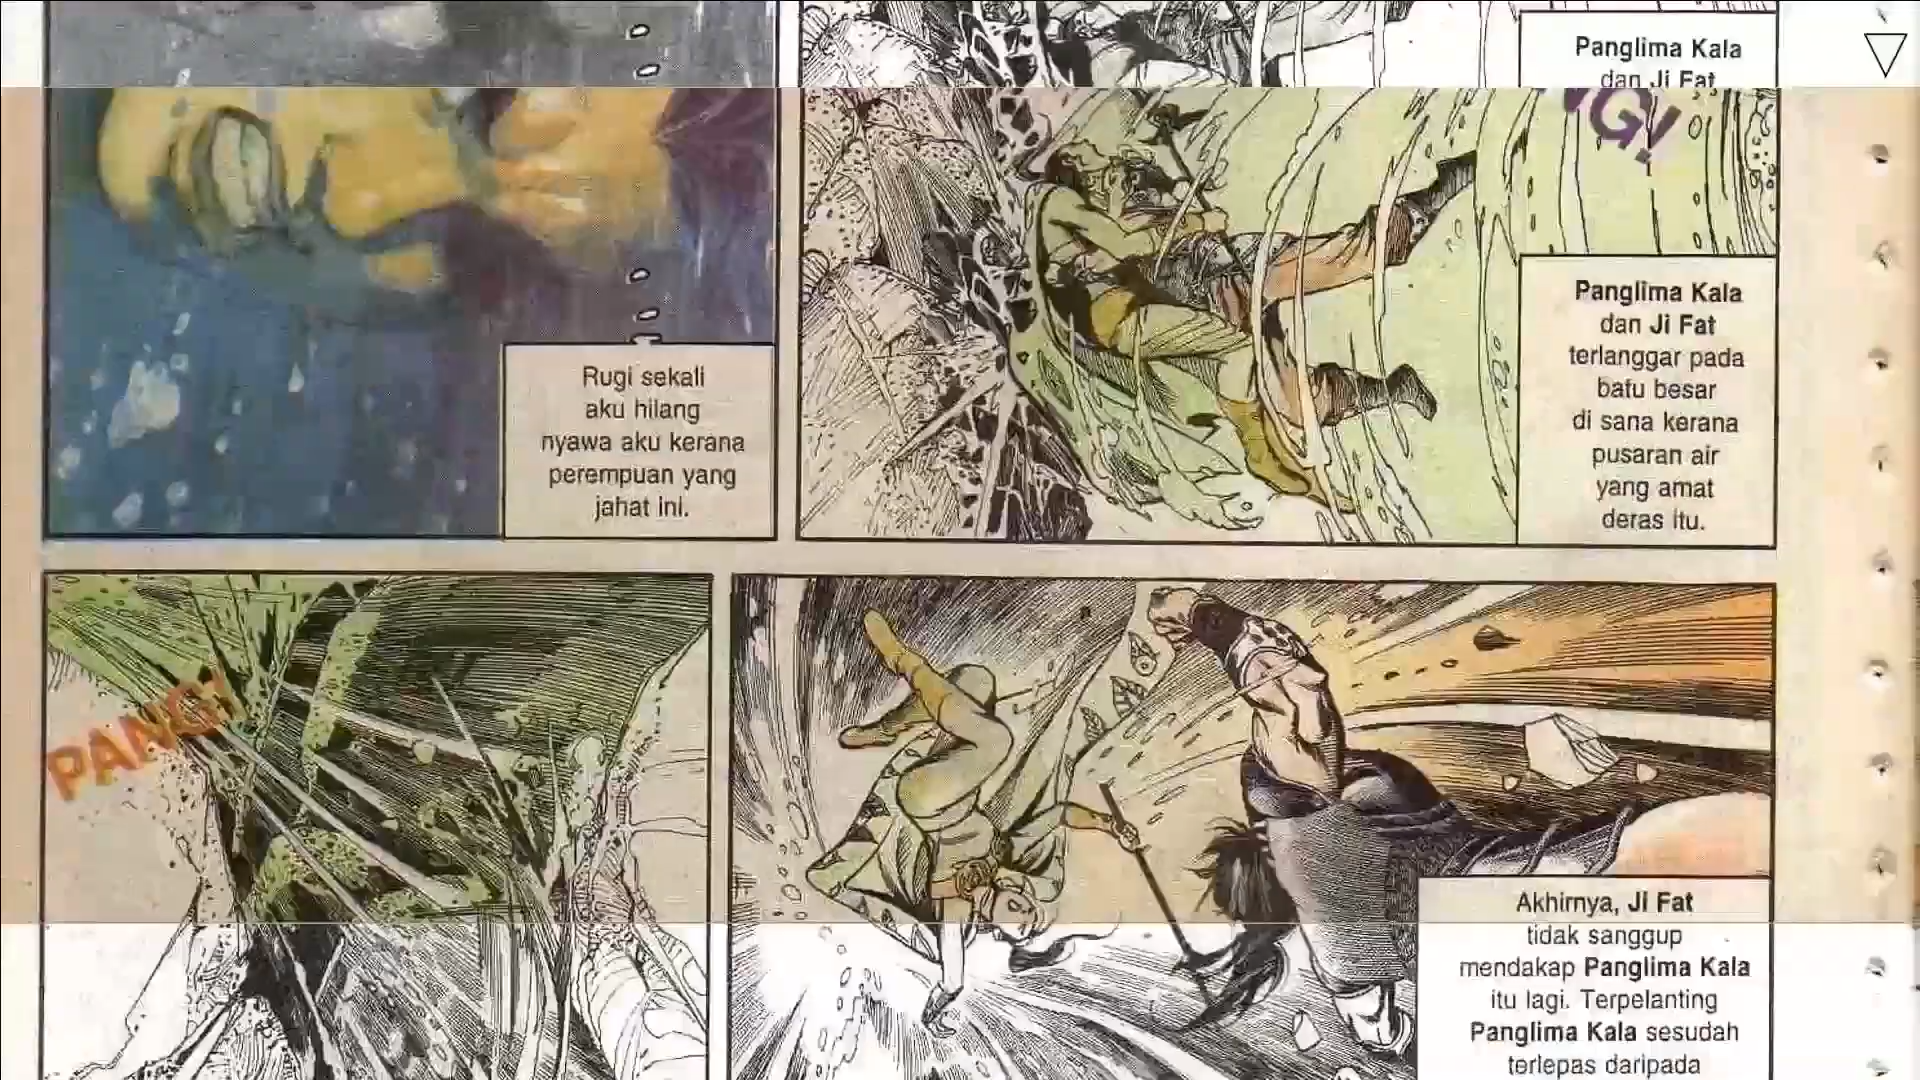 Panglima Kala
dan Ji Fat
NG!
Rugi sekali
aku hilang
nyawa aku kerana
perempuan yang
jahat ini.
Panglima Kala
dan Ji Fat
terlanggar pada
batu besar
di sana kerana
pusaran air
yang amat
deras itu.
PANG!
Akhirnya, Ji Fat
tidak sanggup
mendakap Panglima Kala
itu lagi. Terpelanting
Panglima Kala sesudah
terlepas daripada